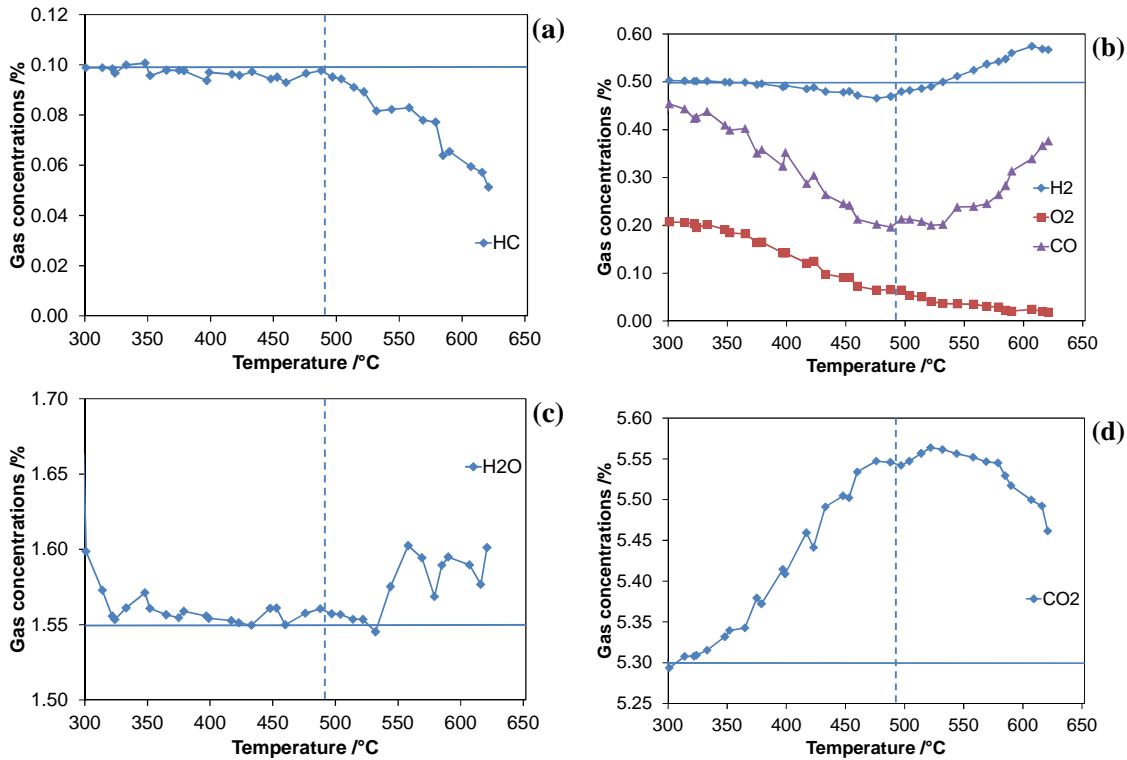 (a)
Gas concentrations /%
0.12
0.10
0.08
0.06
0.04
0.02
0.00
HC
300 350 400 450 500 550 600 650
Temperature /°C
(b)
Gas concentrations /%
0.60
0.50
0.40
0.30
0.20
0.10
0.00
H2
O2
CO
300 350 400 450 500 550 600 650
Temperature /°C
(c)
Gas concentrations /%
1.70
1.65
1.60
1.55
1.50
H2O
300 350 400 450 500 550 600 650
Temperature /°C
(d)
Gas concentrations /%
5.60
5.55
5.50
5.45
5.40
5.35
5.30
5.25
CO2
300 350 400 450 500 550 600 650
Temperature /°C